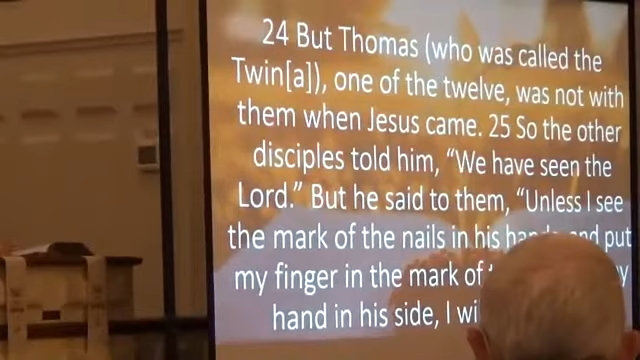 24 But Thomas (who was called the
Twin[a]), one of the twelve, was not with
them when Jesus came. 25 So the other
disciples told him, “We have seen the
Lord.” But he said to them, “Unless I see
the mark of the nails in his and put
my finger in the mark of
hand in his side, I